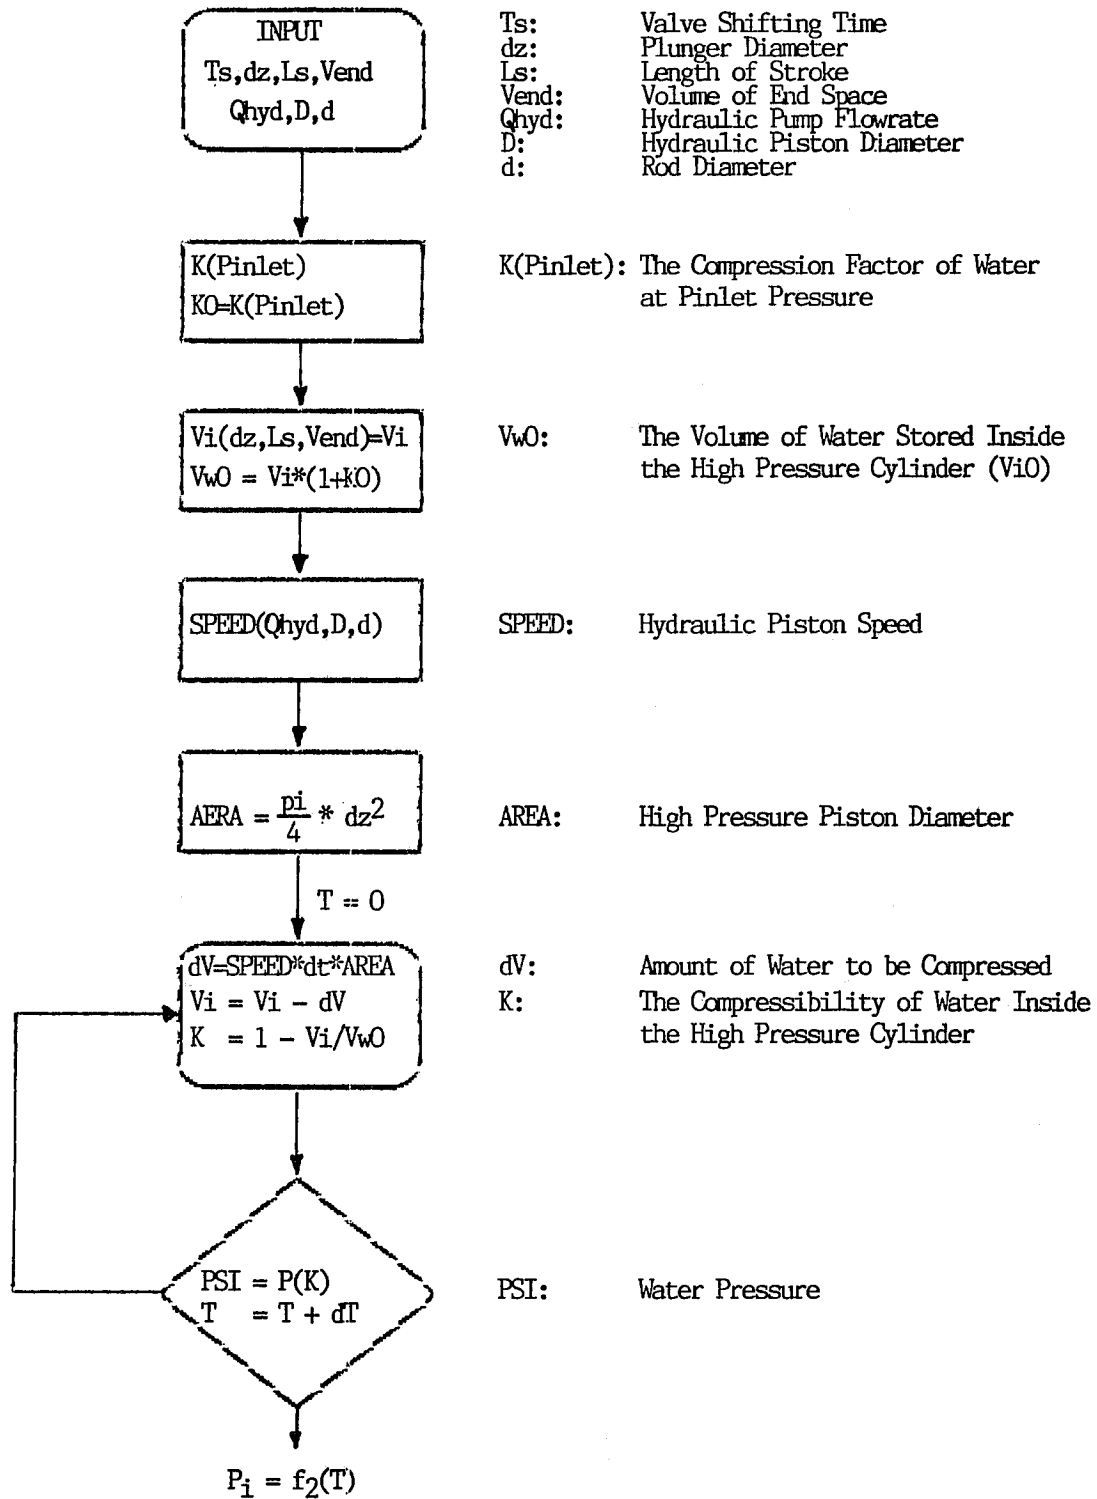 INPUT
Ts,dz,Ls,Vend
Qhyd,D,d
Ts: Valve Shifting Time
dz: Plunger Diameter
Ls: Length of Stroke
Vend: Volume of End Space
Qhyd: Hydraulic Pump Flowrate
D: Hydraulic Piston Diameter
d: Rod Diameter
K(Pinlet)
KO=K(Pinlet)
K(Pinlet): The Compression Factor of Water
at Pinlet Pressure
Vi(dz,Ls,Vend)=Vi
VwO = Vi*(1+KO)
VwO: The Volume of Water Stored Inside
the High Pressure Cylinder (ViO)
SPEED(Qhyd,D,d)
SPEED: Hydraulic Piston Speed
AERA = pi/4 * dz²
AREA: High Pressure Piston Diameter
T = 0
dV=SPEED*dt*AREA
Vi = Vi - dV
K = 1 - Vi/VwO
dV: Amount of Water to be Compressed
K: The Compressibility of Water Inside
the High Pressure Cylinder
PSI = P(K)
T = T + dT
PSI: Water Pressure
Pi = f2(T)